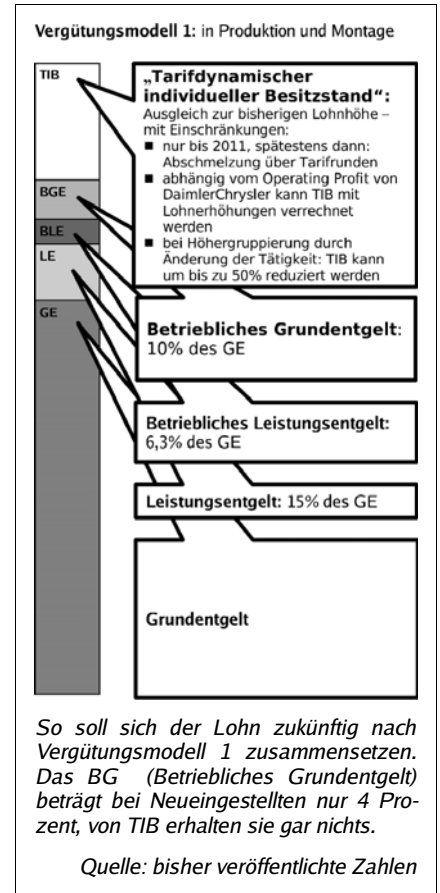 Vergütungsmodell 1: in Produktion und Montage
TIB
„Tarifdynamischer
individueller Besitzstand“:
Ausgleich zur bisherigen Lohnhöhe –
mit Einschränkungen:
■ nur bis 2011, spätestens dann:
Abschmelzung über Tarifrunden
■ abhängig vom Operating Profit von
DaimlerChrysler kann TIB mit
Lohnerhöhungen verrechnet
werden
■ bei Höhergruppierung durch
Änderung der Tätigkeit: TIB kann
um bis zu 50% reduziert werden
BGE
BLE
LE
GE
Betriebliches Grundentgelt:
10% des GE
Betriebliches Leistungsentgelt:
6,3% des GE
Leistungsentgelt: 15% des GE
Grundentgelt
So soll sich der Lohn zukünftig nach
Vergütungsmodell 1 zusammensetzen.
Das BG (Betriebliches Grundentgelt)
beträgt bei Neueingestellten nur 4 Pro-
zent, von TIB erhalten sie gar nichts.
Quelle: bisher veröffentlichte Zahlen